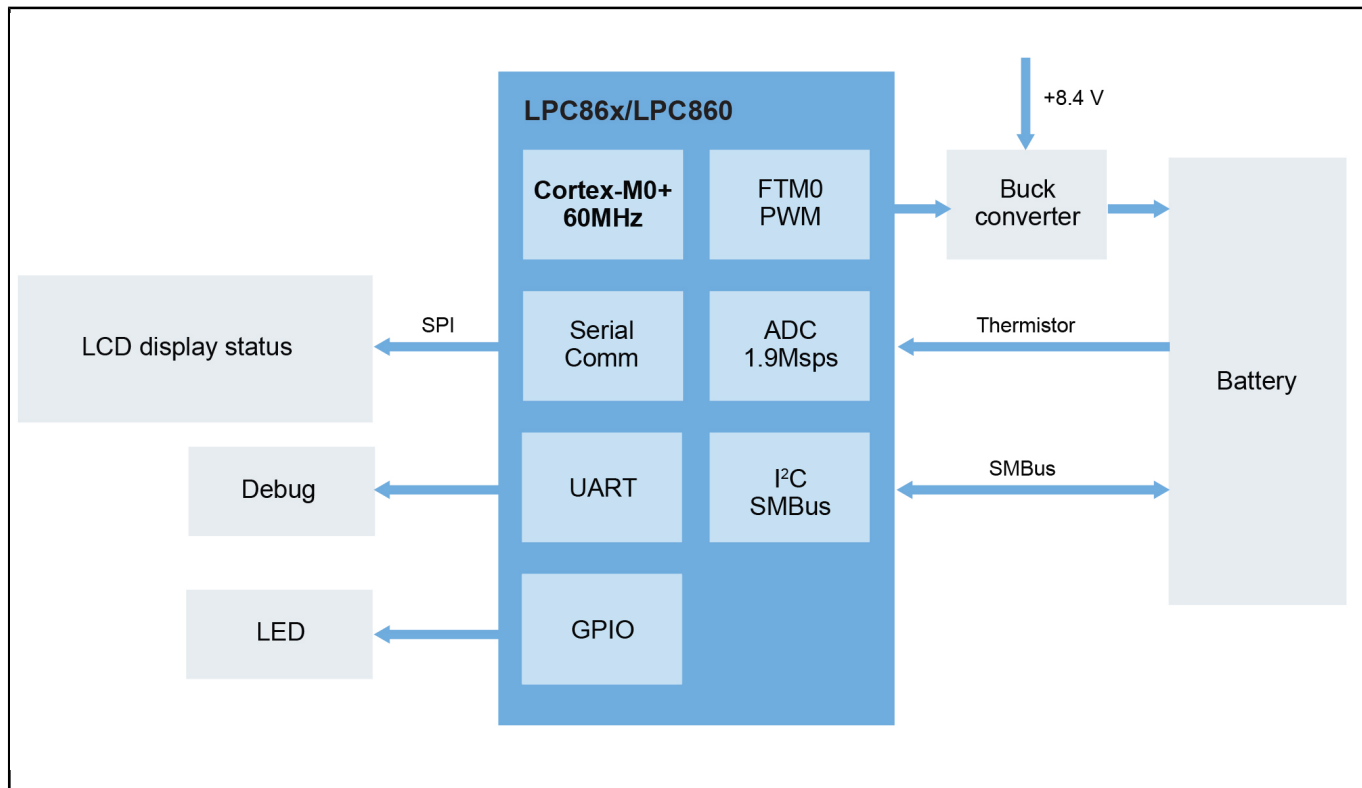 LPC86x/LPC860
+8.4 V
Cortex-M0+
60MHz
FTM0
PWM
Buck
converter
LCD display status
SPI
Serial
Comm
ADC
1.9Msps
Thermistor
Battery
Debug
UART
I²C
SMBus
SMBus
LED
GPIO